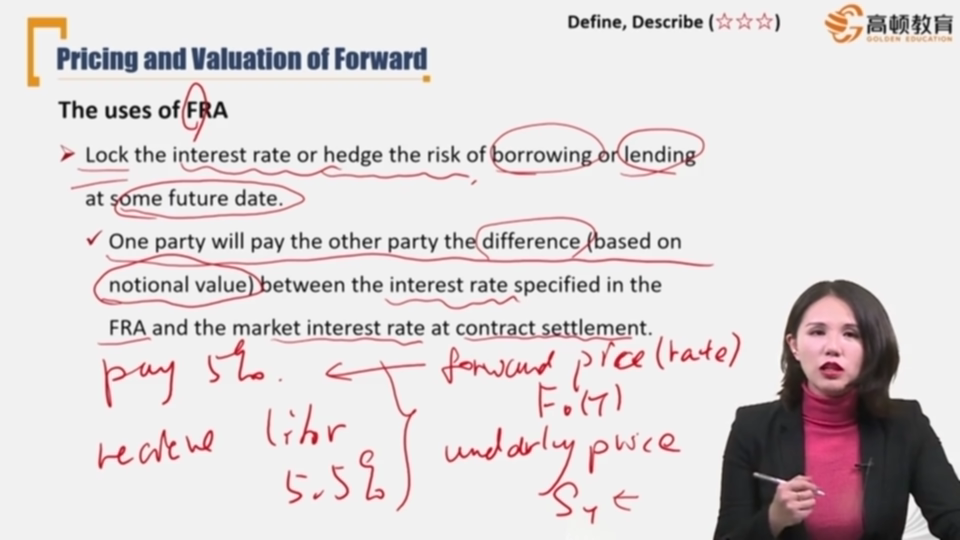 Define, Describe (☆☆☆)
高顿教育
GOLDEN EDUCATION
Pricing and Valuation of Forward
The uses of FRA
➤ Lock the interest rate or hedge the risk of borrowing or lending
at some future date.
✓ One party will pay the other party the difference (based on
notional value) between the interest rate specified in the
FRA and the market interest rate at contract settlement.
pay 5%. ← forward price (rate)
F₀(T)
receive libor
underlying price
5.5%
S_T ←